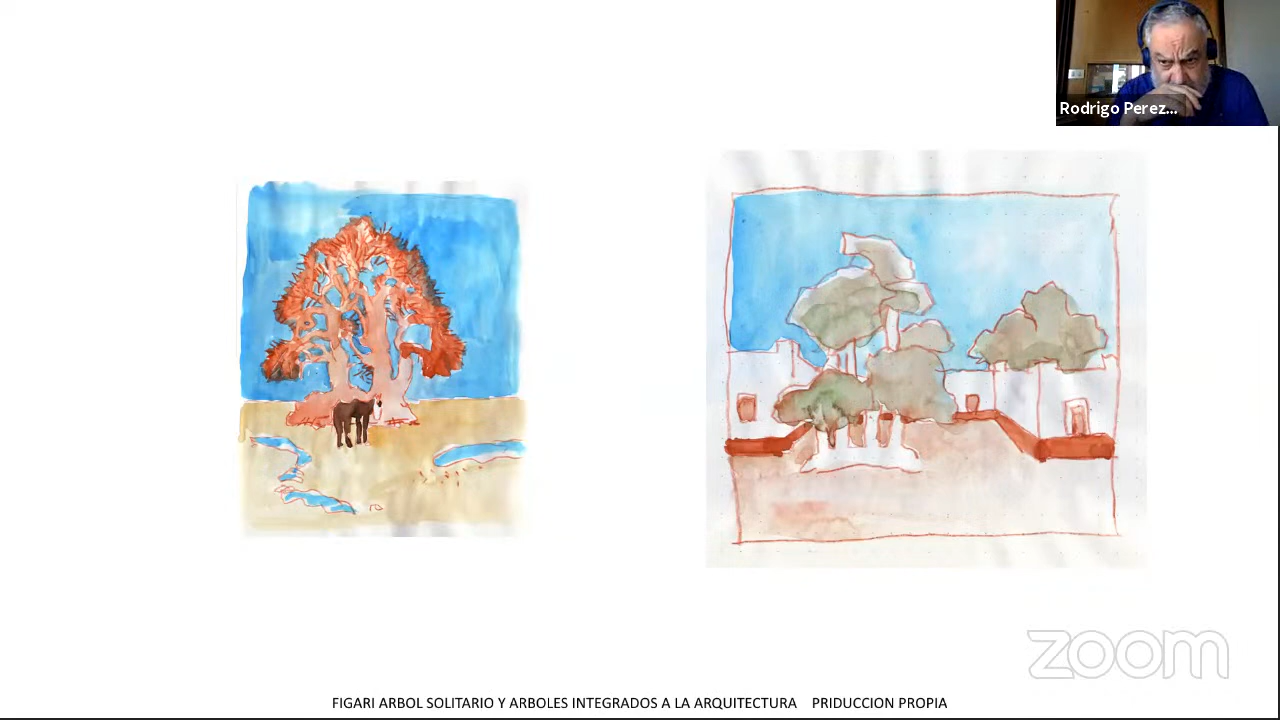 Rodrigo Perez...
zoom
FIGARI ARBOL SOLITARIO Y ARBOLES INTEGRADOS A LA ARQUITECTURA PRIDUCCION PROPIA